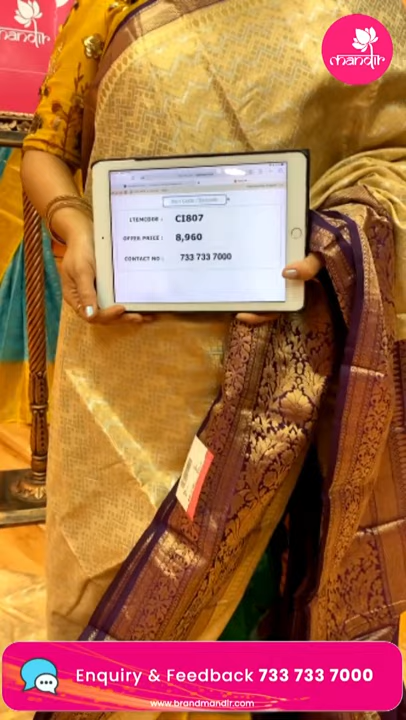 mandir
mandir
ITEMCODE : CI807
OFFER PRICE : 8,960
CONTACT NO : 733 733 7000
Enquiry & Feedback 733 733 7000
www.brandmandir.com